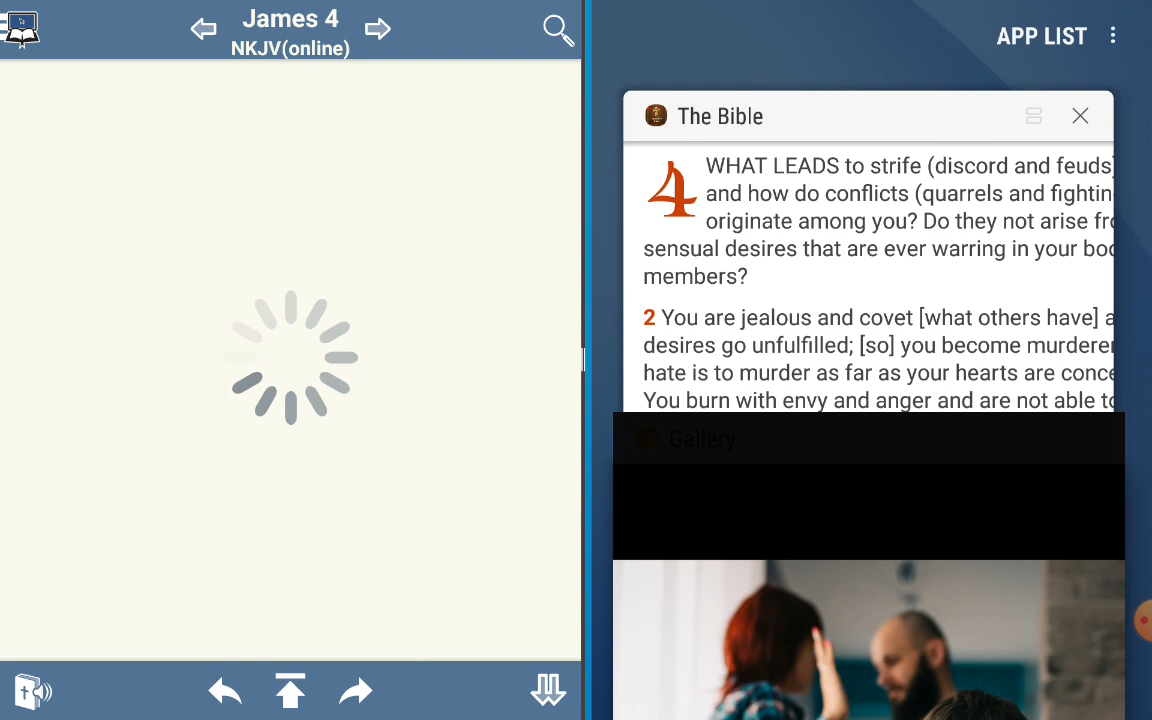 James 4
NKJV(online)
APP LIST
The Bible
4 WHAT LEADS to strife (discord and feuds)
and how do conflicts (quarrels and fightin
originate among you? Do they not arise fro
sensual desires that are ever warring in your bod
members?
2 You are jealous and covet [what others have] a
desires go unfulfilled; [so] you become murderer
hate is to murder as far as your hearts are conce
You burn with envy and anger and are not able to
Gallery